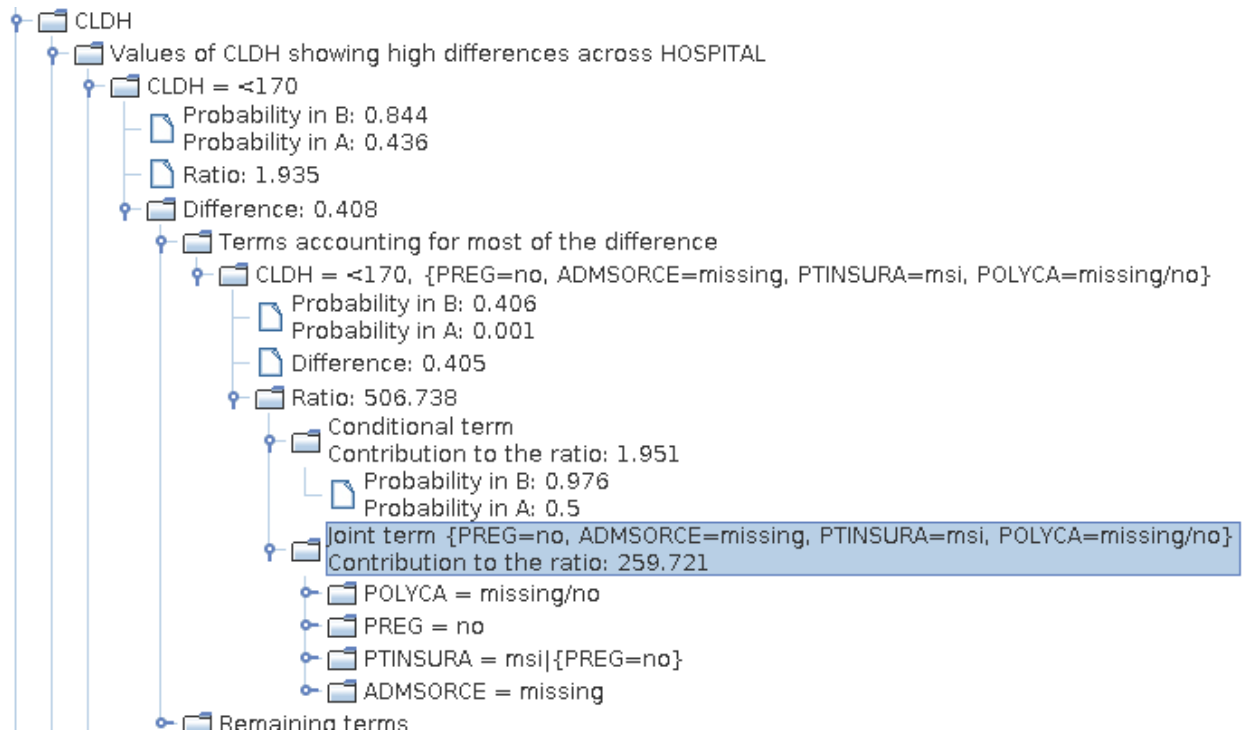 CLDH
Values of CLDH showing high differences across HOSPITAL
CLDH = <170
Probability in B: 0.844
Probability in A: 0.436
Ratio: 1.935
Difference: 0.408
Terms accounting for most of the difference
CLDH = <170, {PREG=no, ADMSORCE=missing, PTINSURA=msi, POLYCA=missing/no}
Probability in B: 0.406
Probability in A: 0.001
Difference: 0.405
Ratio: 506.738
Conditional term
Contribution to the ratio: 1.951
Probability in B: 0.976
Probability in A: 0.5
Joint term {PREG=no, ADMSORCE=missing, PTINSURA=msi, POLYCA=missing/no}
Contribution to the ratio: 259.721
POLYCA = missing/no
PREG = no
PTINSURA = msi|{PREG=no}
ADMSORCE = missing
Remaining terms